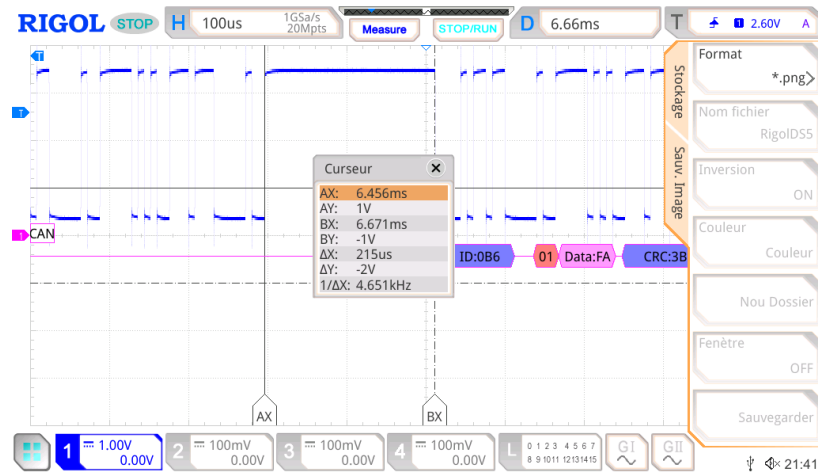 RIGOL STOP H 100us 1GSa/s 20Mpts Measure STOP/RUN D 6.66ms T 1 2.60V A
T
T
Curseur
AX: 6.456ms
AY: 1V
BX: 6.671ms
BY: -1V
ΔX: 215us
ΔY: -2V
1/ΔX: 4.651kHz
1 CAN
ID:0B6 01 Data:FA CRC:3B
AX BX
Stockage
Sauv. Image
Format
*.png
Nom fichier
RigolDS5
Inversion
ON
Couleur
Couleur
Nou Dossier
Fenètre
OFF
Sauvegarder
1 1.00V 0.00V
2 100mV 0.00V
3 100mV 0.00V
4 100mV 0.00V
L 0 1 2 3 4 5 6 7
8 9 10 11 12 13 14 15
GI GII
21:41